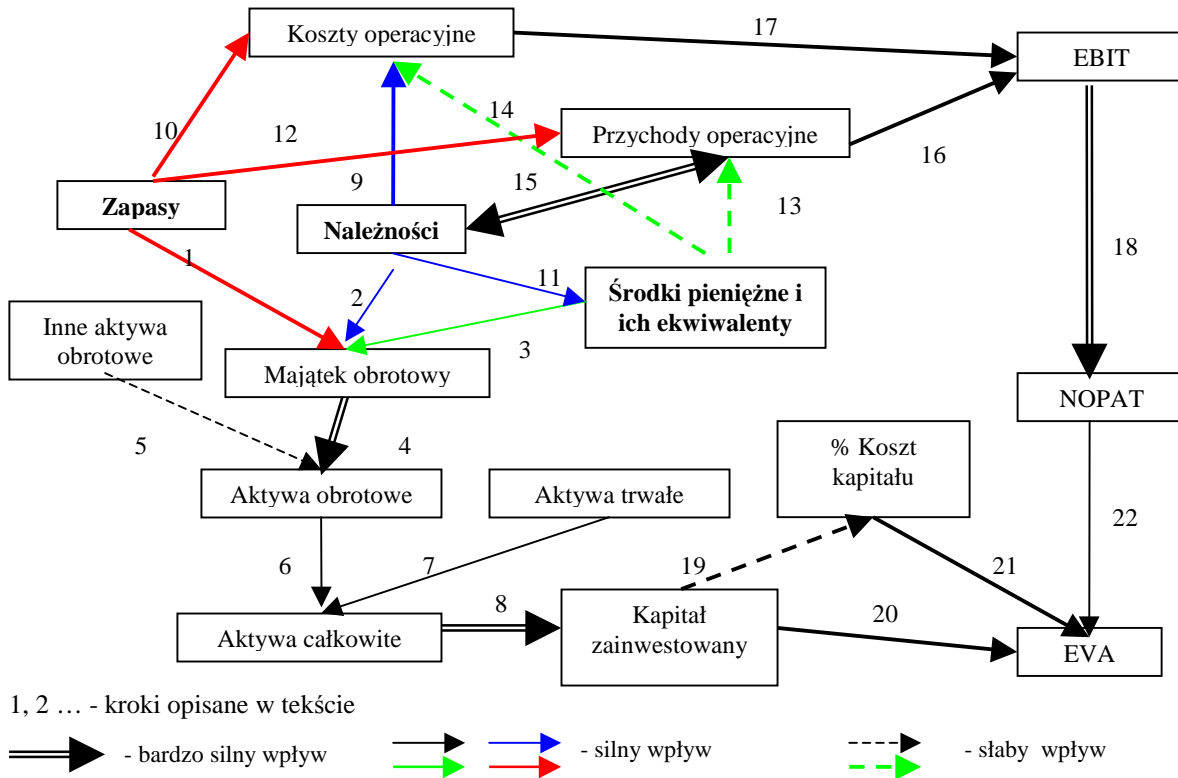 Koszty operacyjne
17
EBIT
10
12
14
Przychody operacyjne
16
Zapasy
9
15
13
Należności
18
1
2
11
Środki pieniężne i
ich ekwiwalenty
Inne aktywa
obrotowe
3
Majątek obrotowy
NOPAT
5
4
% Koszt
kapitału
Aktywa obrotowe
Aktywa trwałe
22
6
7
19
21
8
Kapitał
zainwestowany
20
Aktywa całkowite
EVA
1, 2 … - kroki opisane w tekście
- bardzo silny wpływ
- silny wpływ
- słaby wpływ